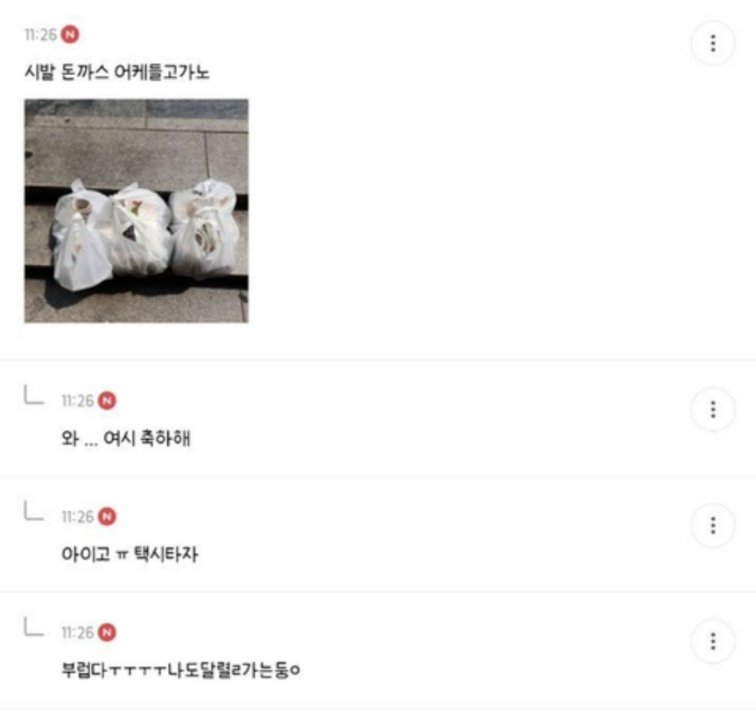 11:26 N
시발 돈까스 어케들고가노
11:26 N
와 ... 여시 축하해
11:26 N
아이고 ㅠ 택시타자
11:26 N
부럽다ㅜㅜㅜㅜ나도달렬ㄹ가는둥ㅇ